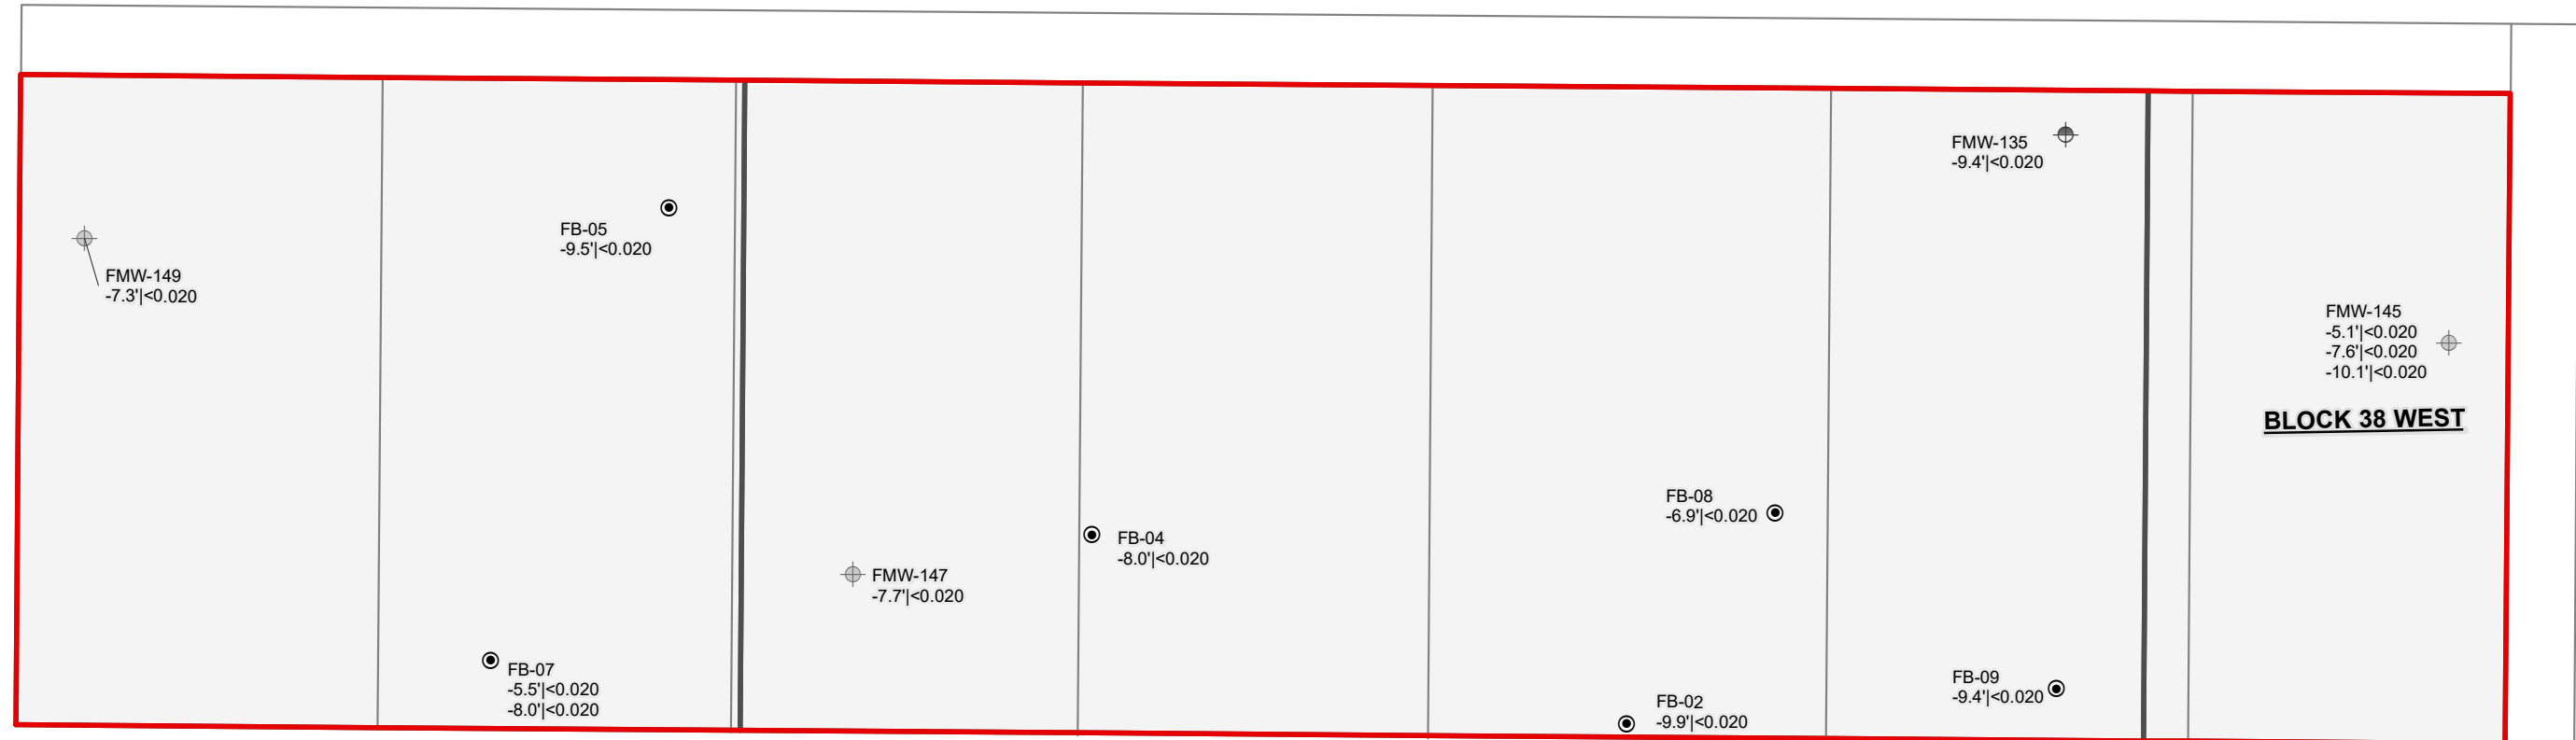 FMW-135
-9.4'|<0.020
FB-05
-9.5'|<0.020
FMW-149
-7.3'|<0.020
FMW-145
-5.1'|<0.020
-7.6'|<0.020
-10.1'|<0.020
BLOCK 38 WEST
FB-08
-6.9'|<0.020
FB-04
-8.0'|<0.020
FMW-147
-7.7'|<0.020
FB-07
-5.5'|<0.020
-8.0'|<0.020
FB-09
-9.4'|<0.020
FB-02
-9.9'|<0.020